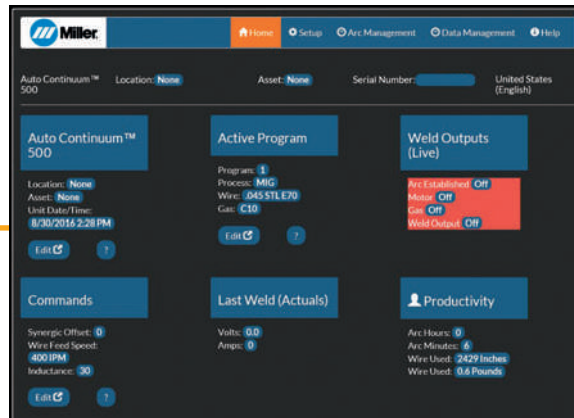 Miller
Home Setup Arc Management Data Management Help
Auto Continuum™ 500 Location: None Asset: None Serial Number: United States (English)
Auto Continuum™ 500
Location: None
Asset: None
Unit Date/Time:
8/30/2016 2:28 PM
Edit ?
Active Program
Program: 1
Process: MIG
Wire: .045 STL E70
Gas: C10
Edit ?
Weld Outputs (Live)
Arc Established Off
Motor Off
Gas Off
Weld Output Off
Commands
Synergic Offset: 0
Wire Feed Speed:
400 IPM
Inductance: 30
Edit ?
Last Weld (Actuals)
Volts: 0.0
Amps: 0
Productivity
Arc Hours: 0
Arc Minutes: 6
Wire Used: 2429 Inches
Wire Used: 0.6 Pounds